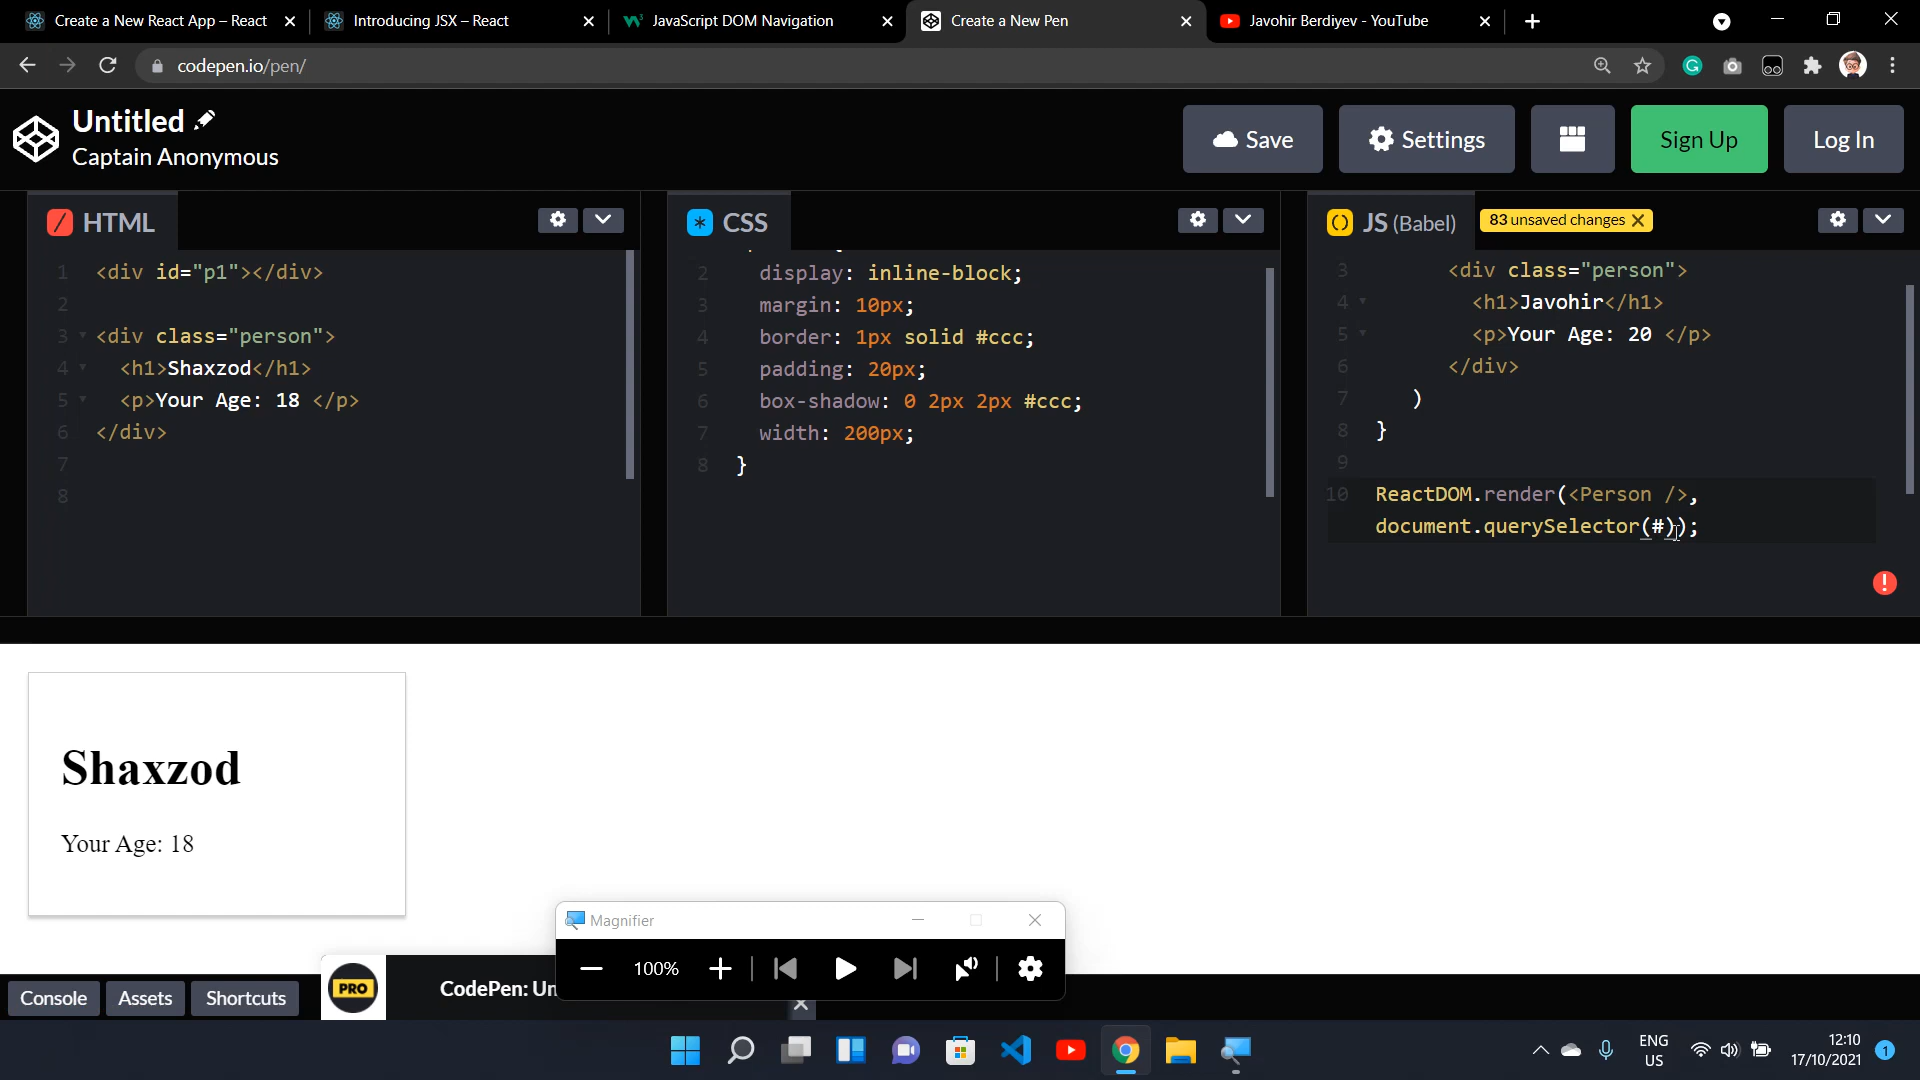 Create a New React App – React
Introducing JSX – React
JavaScript DOM Navigation
Create a New Pen
Javohir Berdiyev - YouTube
codepen.io/pen/
Untitled
Captain Anonymous
Save
Settings
Sign Up
Log In
HTML
1 <div id="p1"></div>
2
3 <div class="person">
4 <h1>Shaxzod</h1>
5 <p>Your Age: 18 </p>
6 </div>
7
8
CSS
2 display: inline-block;
3 margin: 10px;
4 border: 1px solid #ccc;
5 padding: 20px;
6 box-shadow: 0 2px 2px #ccc;
7 width: 200px;
8 }
JS (Babel)
83 unsaved changes
3 <div class="person">
4 <h1>Javohir</h1>
5 <p>Your Age: 20 </p>
6 </div>
7 )
8 }
9
10 ReactDOM.render(<Person />,
document.querySelector(#));
Shaxzod
Your Age: 18
Magnifier
100%
Console
Assets
Shortcuts
PRO
CodePen: Un
ENG
US
12:10
17/10/2021
1